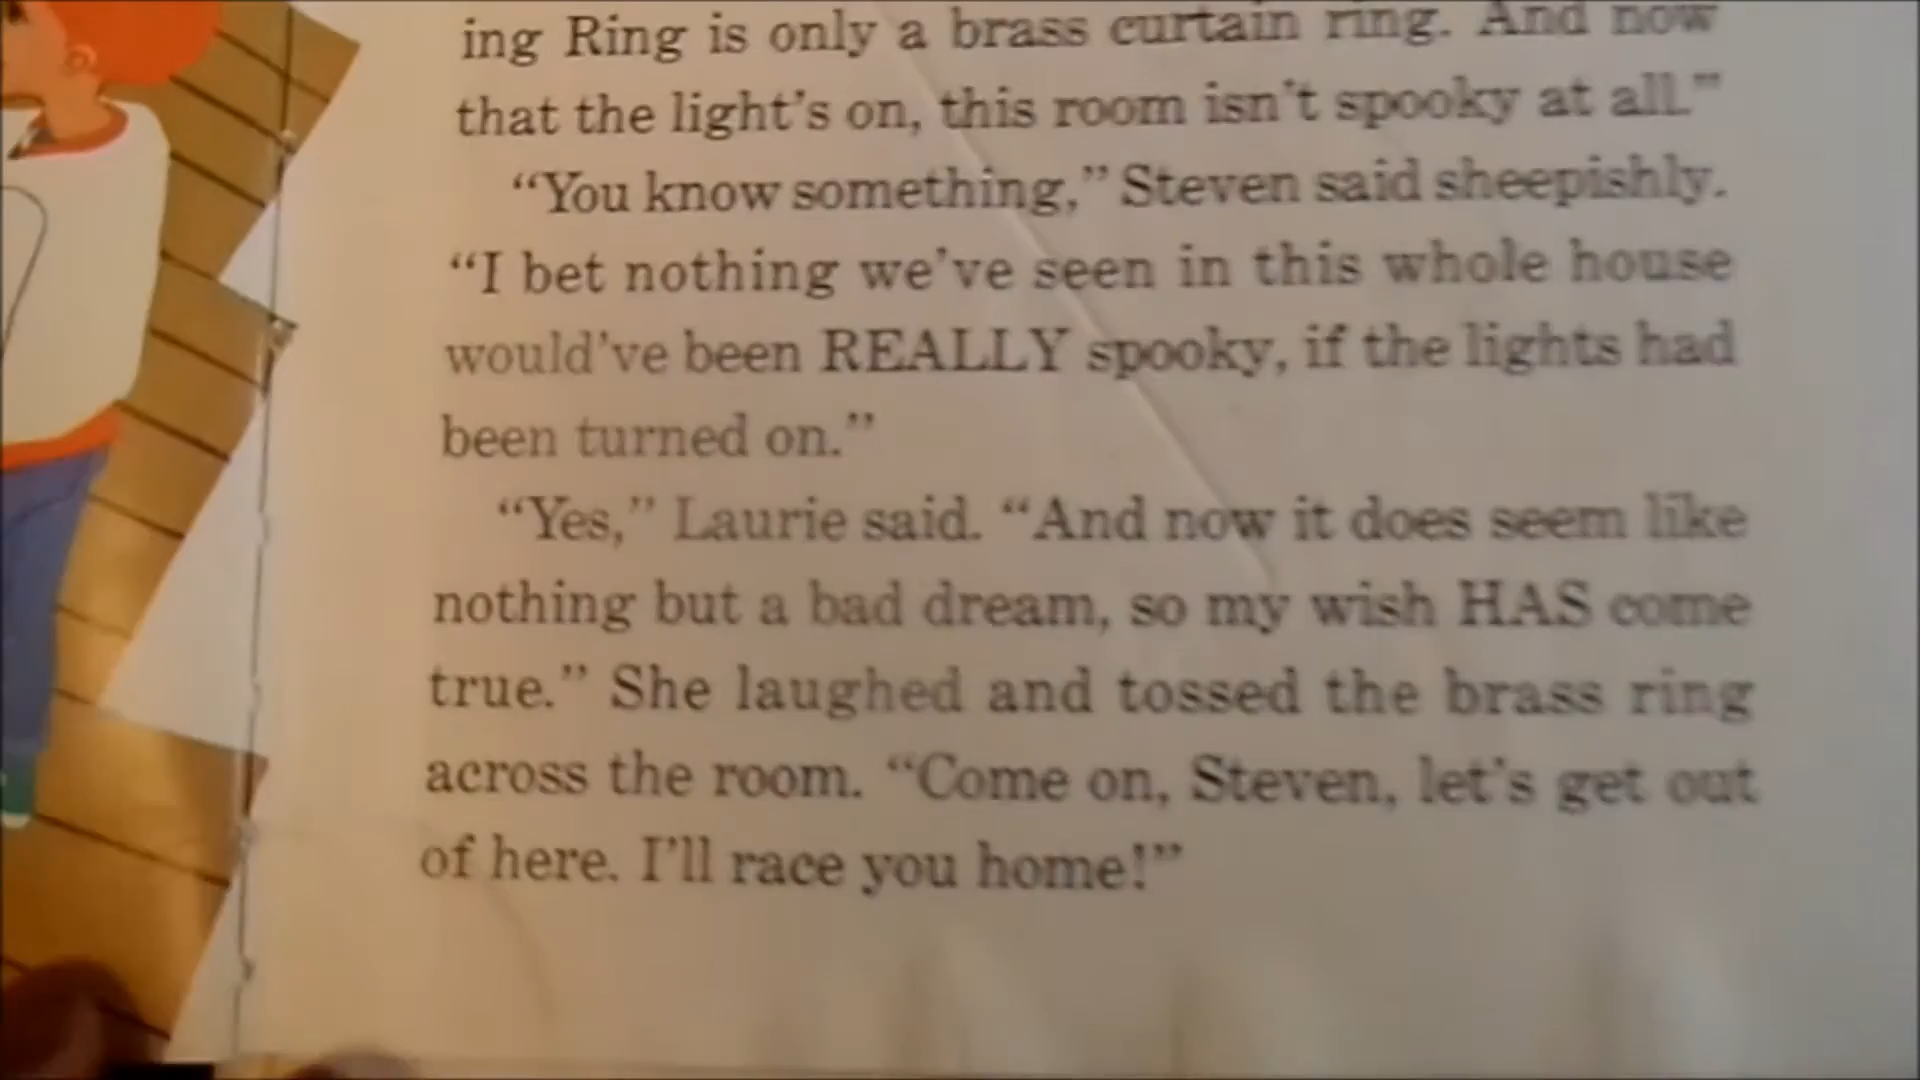 ing Ring is only a brass curtain ring. And now
that the light's on, this room isn't spooky at all."
“You know something,” Steven said sheepishly.
“I bet nothing we've seen in this whole house
would've been REALLY spooky, if the lights had
been turned on.”
“Yes,” Laurie said. “And now it does seem like
nothing but a bad dream, so my wish HAS come
true.” She laughed and tossed the brass ring
across the room. “Come on, Steven, let's get out
of here. I'll race you home!”